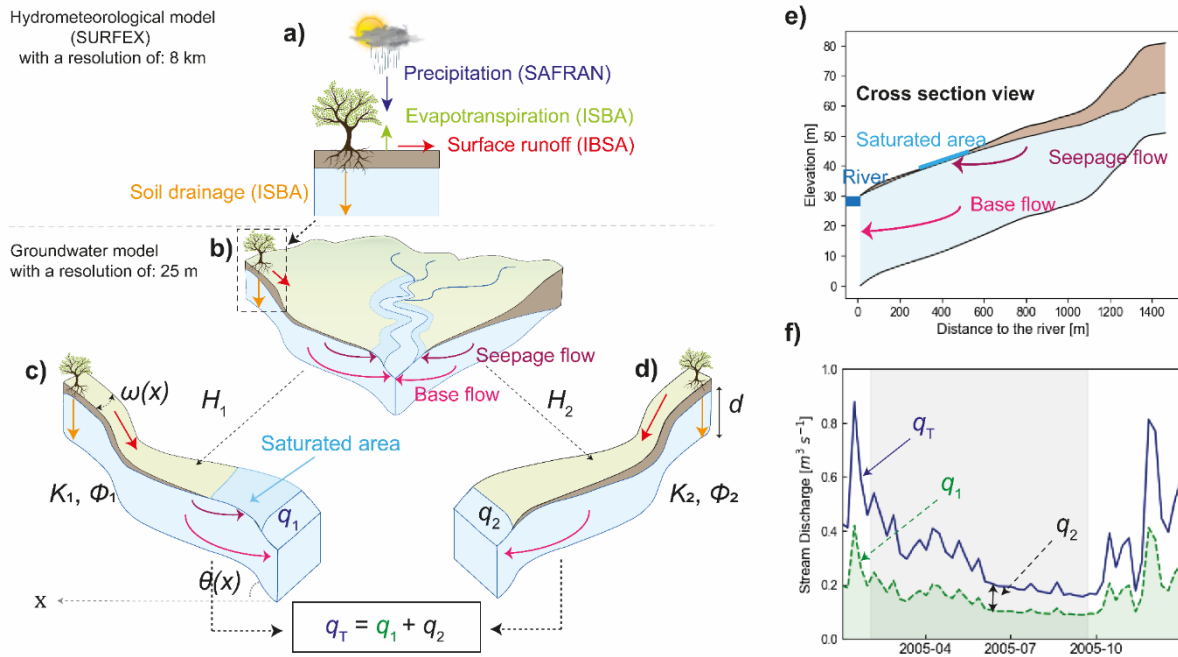 Hydrometeorological model
(SURFEX)
with a resolution of: 8 km
a)
Precipitation (SAFRAN)
Evapotranspiration (ISBA)
Surface runoff (IBSA)
Soil drainage (ISBA)
Groundwater model
with a resolution of: 25 m
b)
Seepage flow
Base flow
c)
ω(x)
H1
Saturated area
K1, Φ1
q1
θ(x)
x
d)
H2
d
K2, Φ2
q2
qT = q1 + q2
e)
Cross section view
Saturated area
River
Seepage flow
Base flow
Elevation [m]
80
70
60
50
40
30
20
10
0
0 200 400 600 800 1000 1200 1400
Distance to the river [m]
f)
Stream Discharge [m³ s⁻¹]
1.0
0.8
0.6
0.4
0.2
0.0
qT
q1
q2
2005-04 2005-07 2005-10